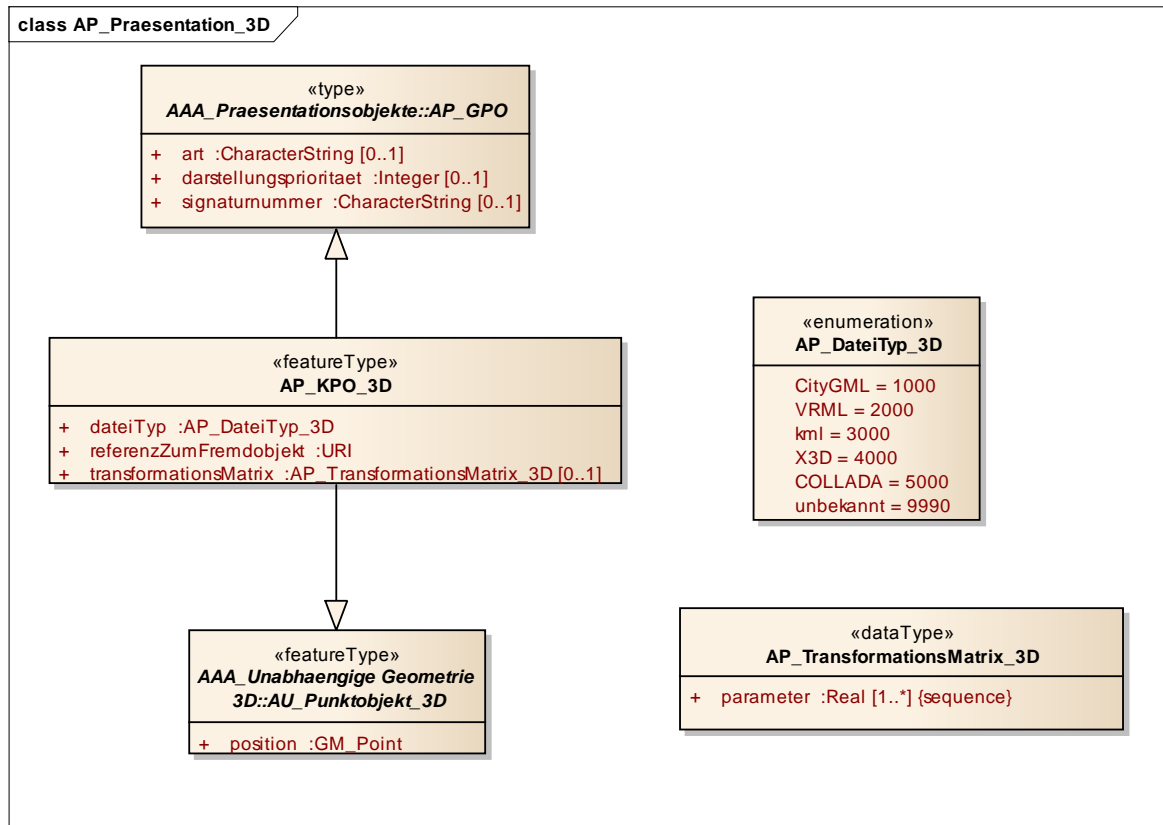 class AP_Praesentation_3D
«type»
AAA_Praesentationsobjekte::AP_GPO
+ art :CharacterString [0..1]
+ darstellungsprioritaet :Integer [0..1]
+ signaturnummer :CharacterString [0..1]
«featureType»
AP_KPO_3D
+ dateiTyp :AP_DateiTyp_3D
+ referenzZumFremdobjekt :URI
+ transformationsMatrix :AP_TransformationsMatrix_3D [0..1]
«enumeration»
AP_DateiTyp_3D
CityGML = 1000
VRML = 2000
kml = 3000
X3D = 4000
COLLADA = 5000
unbekannt = 9990
«featureType»
AAA_Unabhaengige Geometrie
3D::AU_Punktobjekt_3D
+ position :GM_Point
«dataType»
AP_TransformationsMatrix_3D
+ parameter :Real [1..*] {sequence}